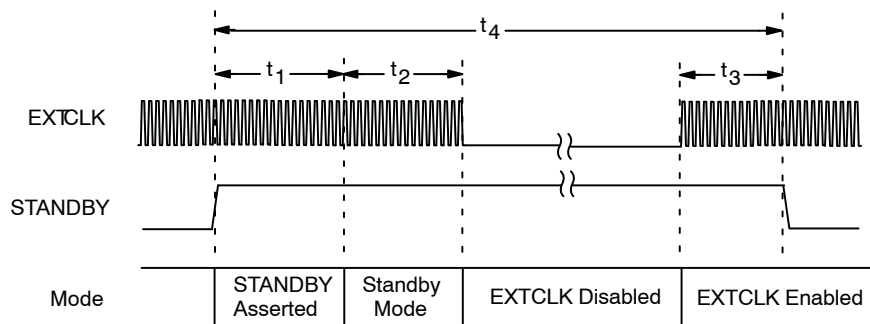 t4
t1
t2
t3
EXTCLK
STANDBY
Mode
STANDBY
Asserted
Standby
Mode
EXTCLK Disabled
EXTCLK Enabled